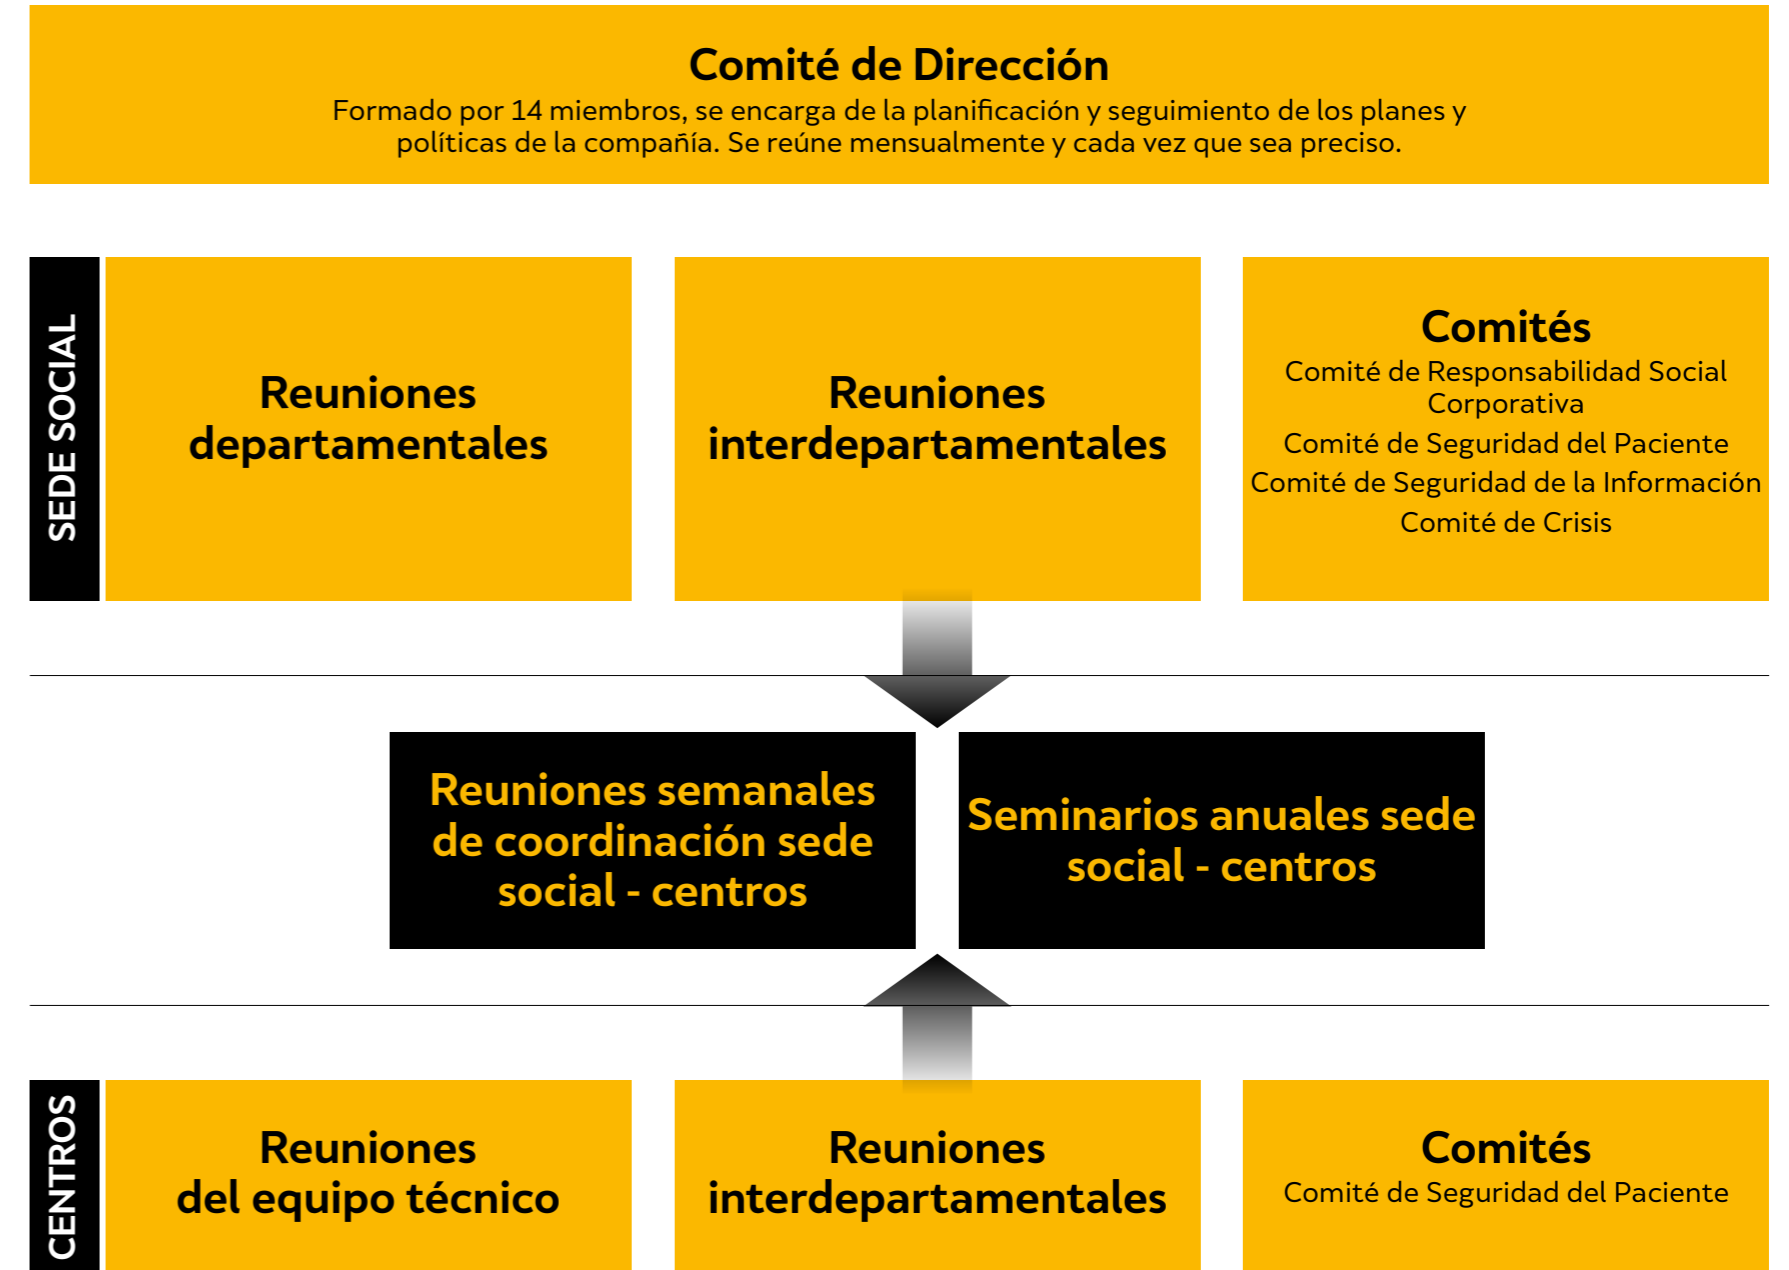 Comité de Dirección
Formado por 14 miembros, se encarga de la planificación y seguimiento de los planes y
políticas de la compañía. Se reúne mensualmente y cada vez que sea preciso.
SEDE SOCIAL
Reuniones
departamentales
Reuniones
interdepartamentales
Comités
Comité de Responsabilidad Social
Corporativa
Comité de Seguridad del Paciente
Comité de Seguridad de la Información
Comité de Crisis
Reuniones semanales
de coordinación sede
social - centros
Seminarios anuales sede
social - centros
CENTROS
Reuniones
del equipo técnico
Reuniones
interdepartamentales
Comités
Comité de Seguridad del Paciente